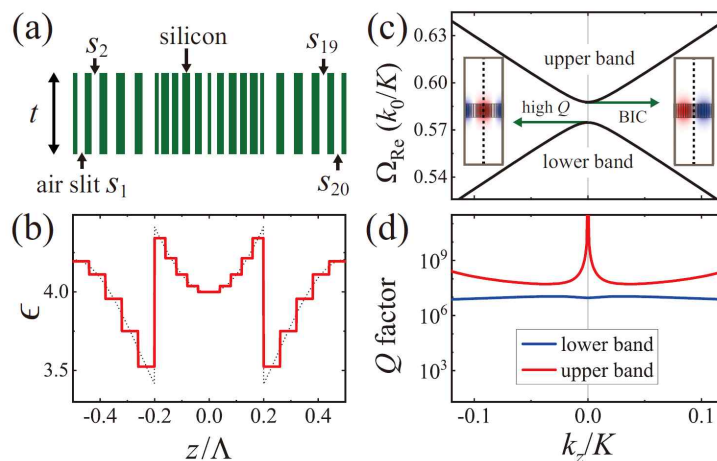 (a)
silicon
s2
s19
t
air slit s1
s20
(b)
ϵ
4.0
3.5
-0.5 -0.2 0.0 0.2 0.4
z/Λ
(c)
ΩRe (k0/K)
0.63
0.60
0.57
0.54
upper band
high Q
BIC
lower band
(d)
Q factor
10^9
10^6
10^3
lower band
upper band
-0.1 0.0 0.1
kz/K